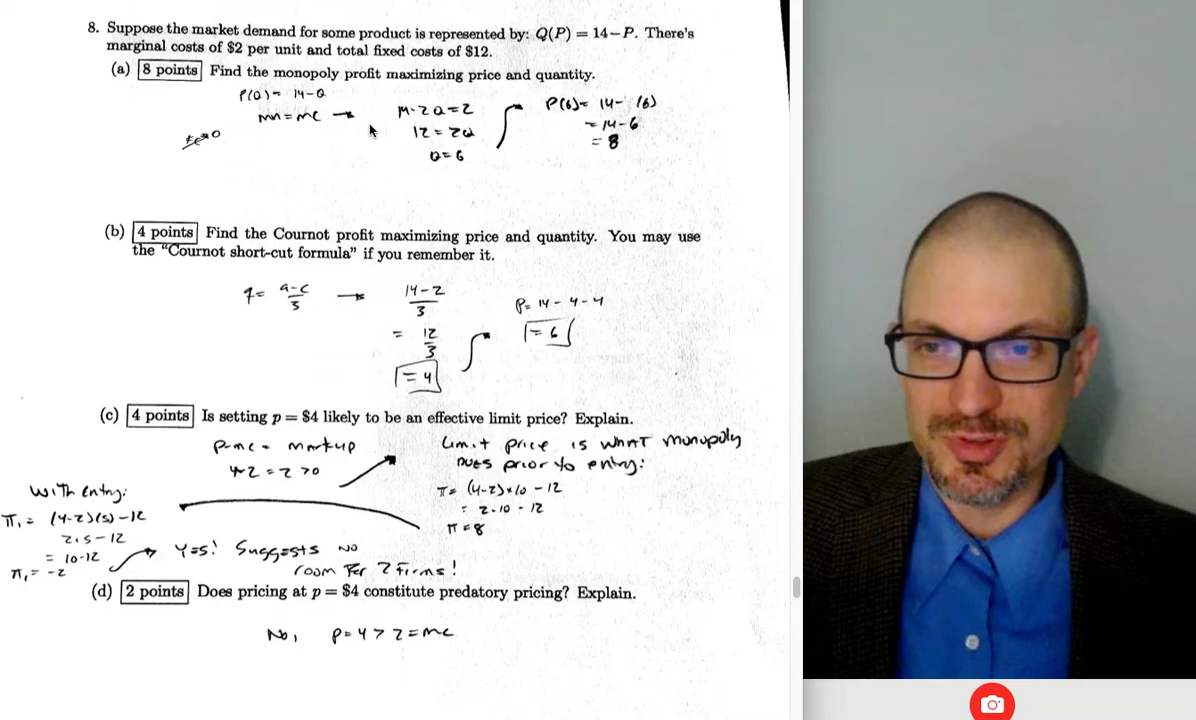 8. Suppose the market demand for some product is represented by: Q(P) = 14−P. There's
marginal costs of $2 per unit and total fixed costs of $12.
(a) 8 points Find the monopoly profit maximizing price and quantity.
P(Q) = 14-Q
MR = MC →
14-2Q = 2
12 = 2Q
Q = 6
P(6) = 14- (6)
= 14-6
= 8
(b) 4 points Find the Cournot profit maximizing price and quantity. You may use
the "Cournot short-cut formula" if you remember it.
q = a-c/3 →
14-2/3
= 12/3
= 4
P = 14 - 4 - 4
= 6
(c) 4 points Is setting p = $4 likely to be an effective limit price? Explain.
P-MC = Markup
4-2 = 2 >0
Limit price is what monopoly
does prior to entry:
π = (4-2)×10 - 12
= 2·10 - 12
π = 8
With entry:
π₁ = (4-2)(5) -12
2·5-12
= 10-12
π₁ = -2
Yes! Suggests no
room for 2 firms!
(d) 2 points Does pricing at p = $4 constitute predatory pricing? Explain.
No, P=4 > 2 = MC